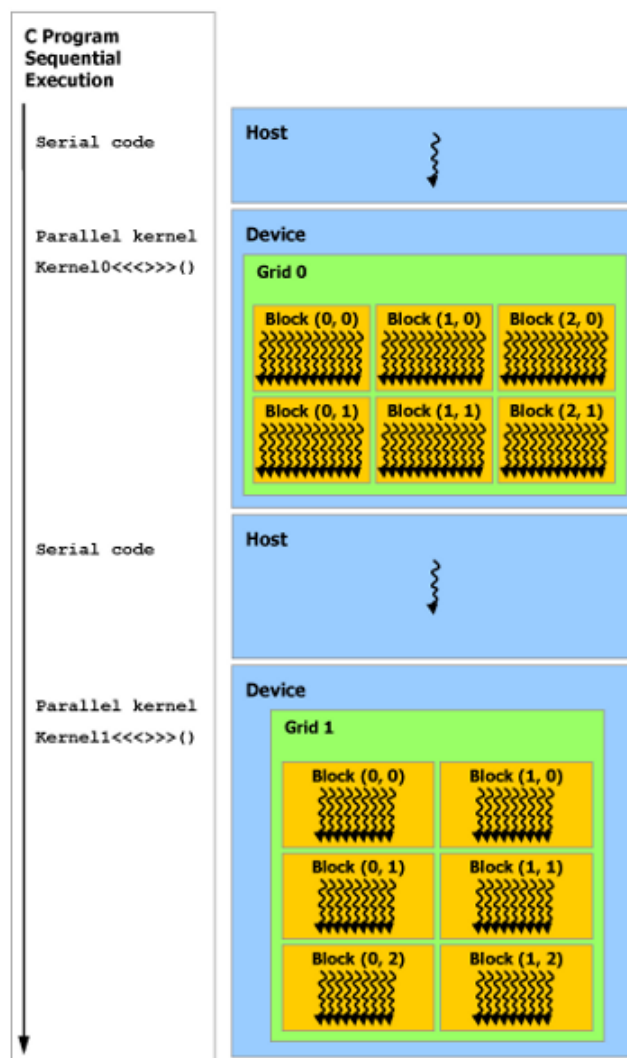 C Program
Sequential
Execution
Serial code
Host
Parallel kernel
Kernel0<<<>>>()
Device
Grid 0
Block (0, 0)
Block (1, 0)
Block (2, 0)
Block (0, 1)
Block (1, 1)
Block (2, 1)
Serial code
Host
Parallel kernel
Kernel1<<<>>>()
Device
Grid 1
Block (0, 0)
Block (1, 0)
Block (0, 1)
Block (1, 1)
Block (0, 2)
Block (1, 2)